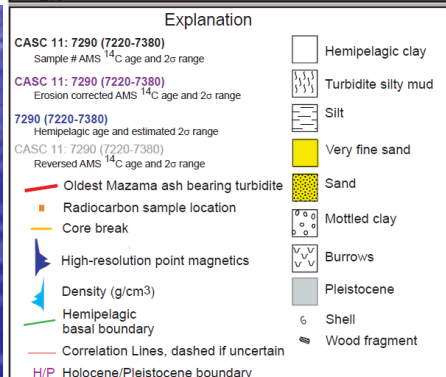 Explanation
CASC 11: 7290 (7220-7380)
Sample # AMS 14C age and 2σ range
CASC 11: 7290 (7220-7380)
Erosion corrected AMS 14C age and 2σ range
7290 (7220-7380)
Hemipelagic age and estimated 2σ range
CASC 11: 7290 (7220-7380)
Reversed AMS 14C age and 2σ range
Oldest Mazama ash bearing turbidite
Radiocarbon sample location
Core break
High-resolution point magnetics
Density (g/cm3)
Hemipelagic
basal boundary
Correlation Lines, dashed if uncertain
H/P Holocene/Pleistocene boundary
Hemipelagic clay
Turbidite silty mud
Silt
Very fine sand
Sand
Mottled clay
Burrows
Pleistocene
Shell
Wood fragment